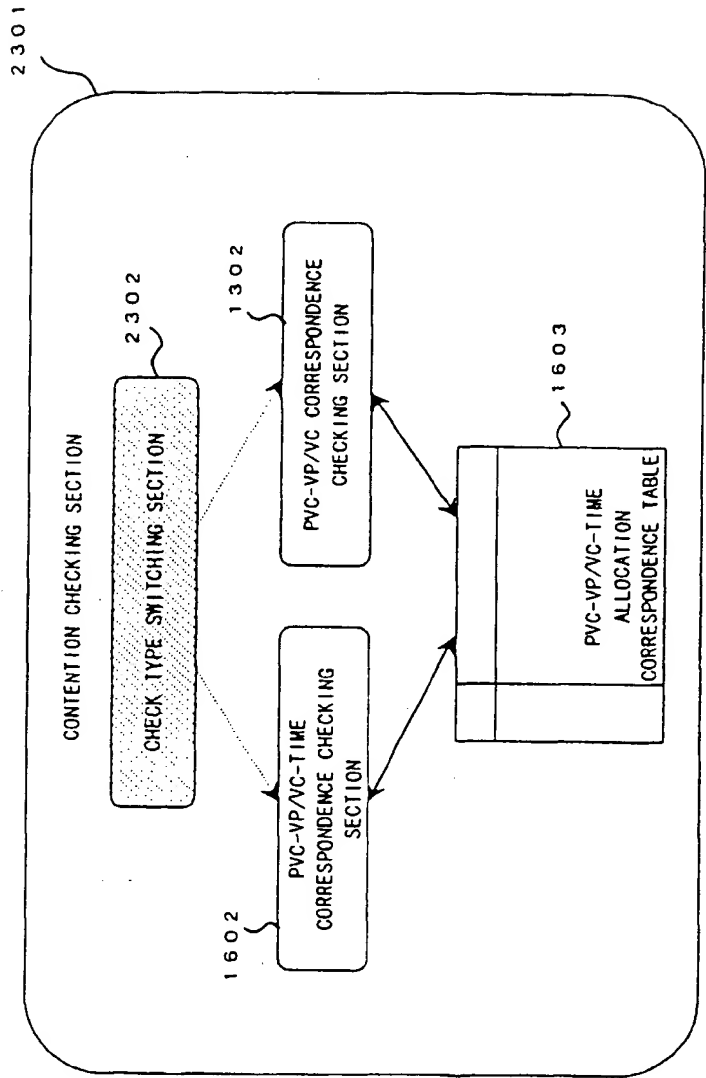 2301
CONTENTION CHECKING SECTION
2302
CHECK TYPE SWITCHING SECTION
1602
PVC-VP/VC-TIME
CORRESPONDENCE CHECKING
SECTION
1302
PVC-VP/VC CORRESPONDENCE
CHECKING SECTION
1603
PVC-VP/VC-TIME
ALLOCATION
CORRESPONDENCE TABLE